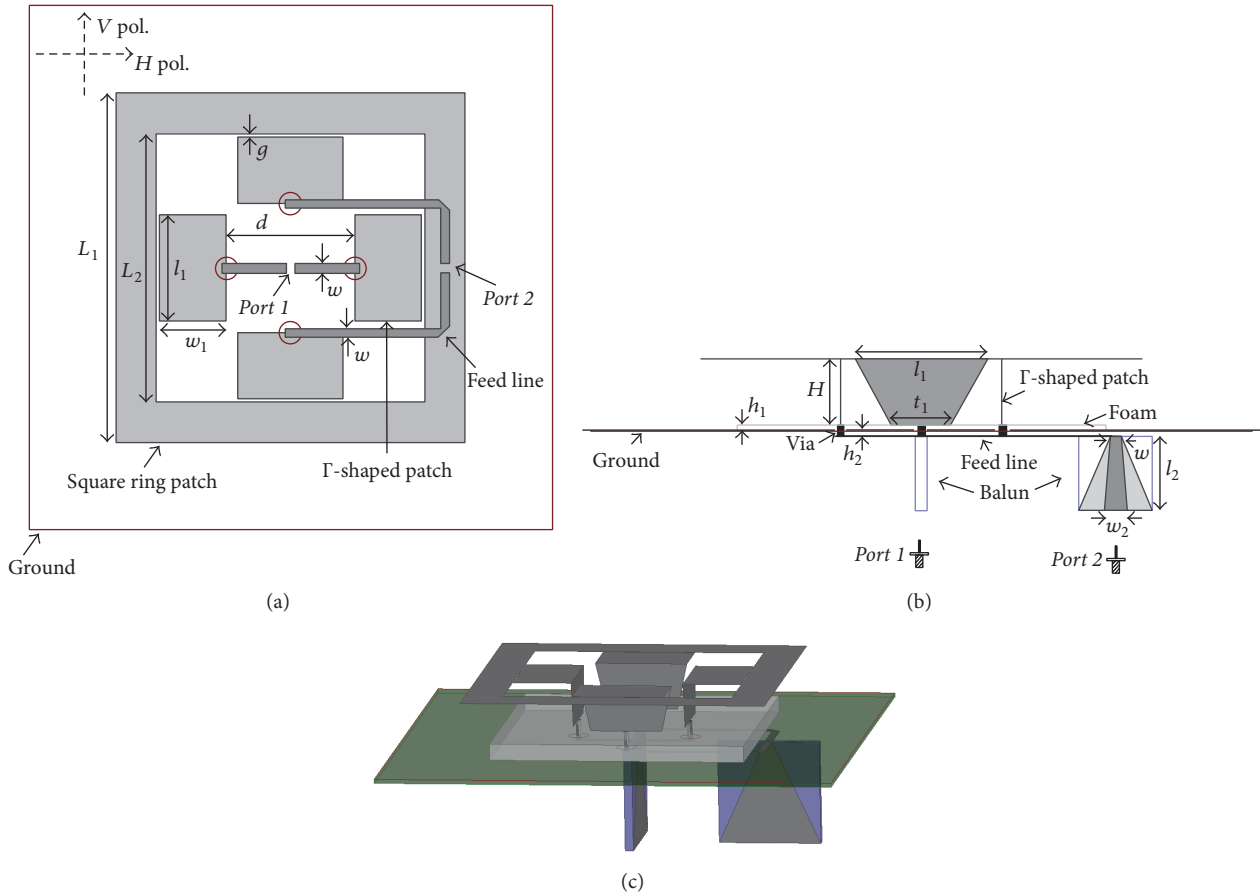 V pol.
H pol.
g
d
L1
L2
l1
w
Port 1
Port 2
w1
w
Feed line
Square ring patch
Γ-shaped patch
Ground
(a)
l1
H
Γ-shaped patch
h1
t1
Foam
Via
h2
Feed line
w
l2
Ground
Balun
w2
Port 1
Port 2
(b)
(c)